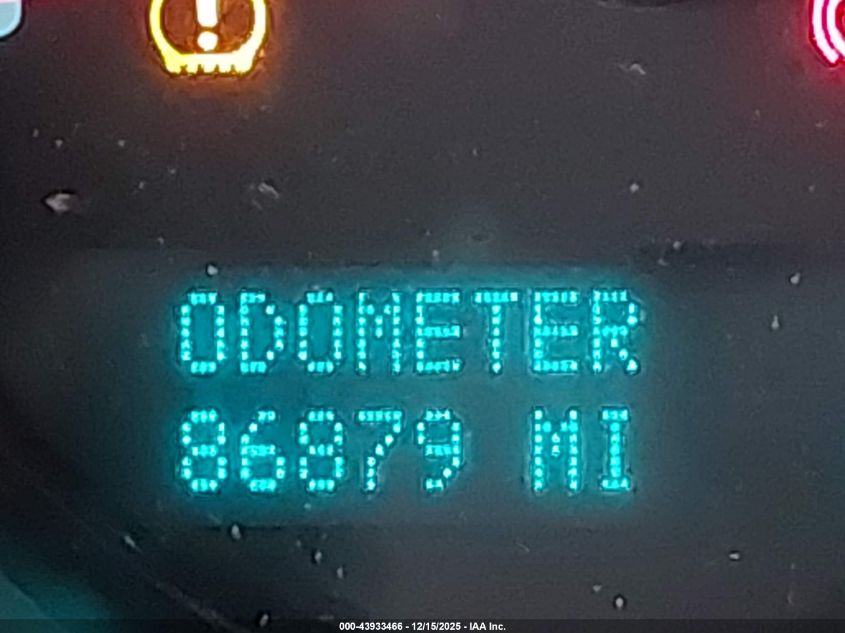 ODOMETER
86879 MI
000-43933466 - 12/15/2025 - IAA Inc.